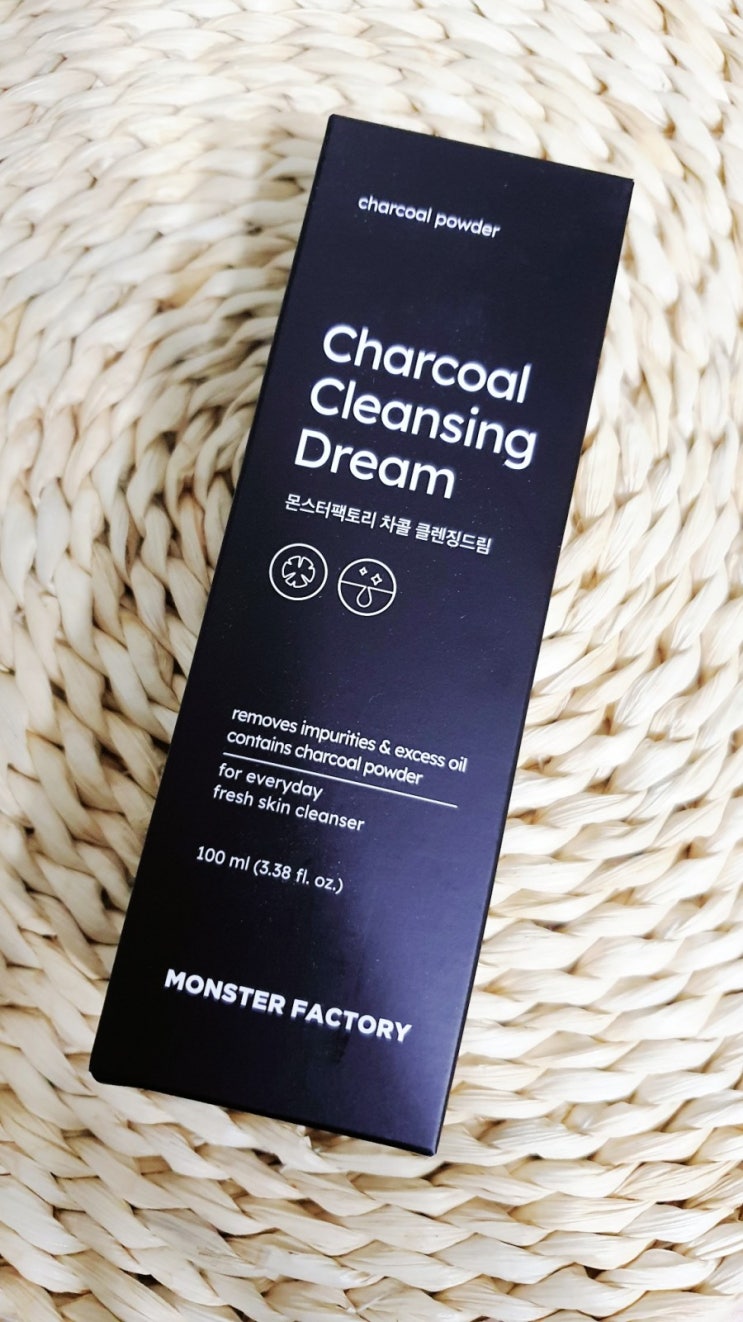 charcoal powder
Charcoal
Cleansing
Dream
몬스터팩토리 차콜 클렌징드림
removes impurities & excess oil
contains charcoal powder
for everyday
fresh skin cleanser
100 ml (3.38 fl. oz.)
MONSTER FACTORY